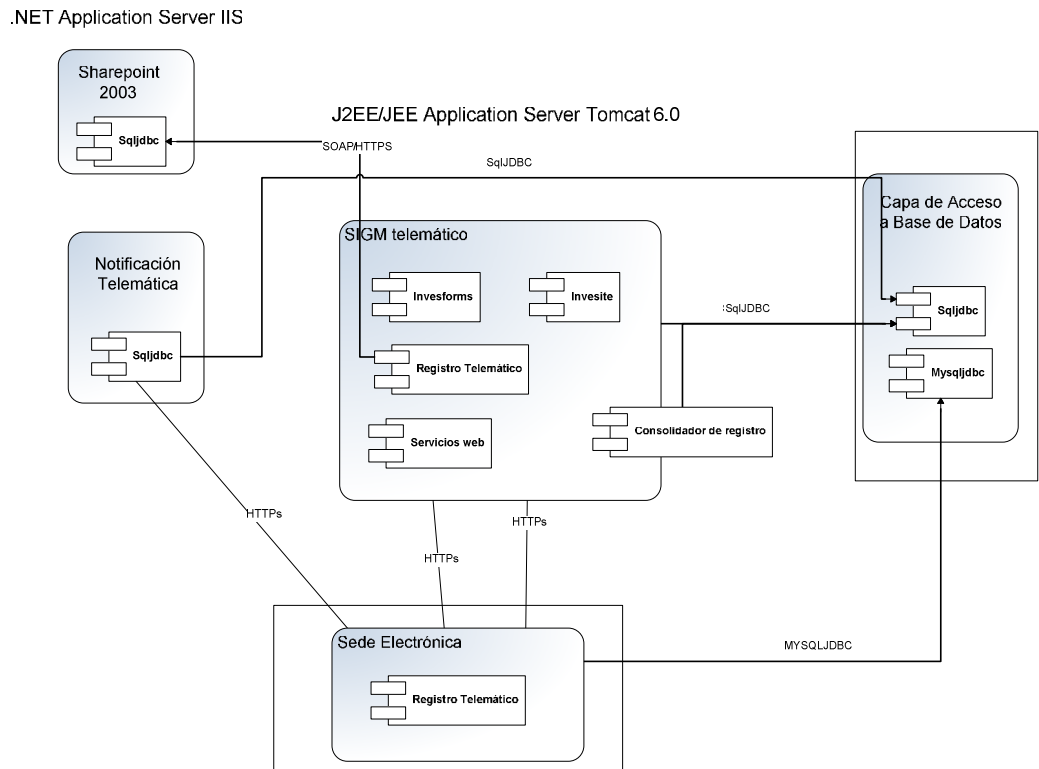 .NET Application Server IIS
Sharepoint
2003
Sqljdbc
J2EE/JEE Application Server Tomcat 6.0
SOAP/HTTPS
SqlJDBC
Capa de Acceso
a Base de Datos
SIGM telemático
Notificación
Telemática
Invesforms
Invesite
:SqlJDBC
Sqljdbc
Sqljdbc
Registro Telemático
Mysqljdbc
Servicios web
Consolidador de registro
HTTPs
HTTPs
HTTPs
Sede Electrónica
MYSQLJDBC
Registro Telemático